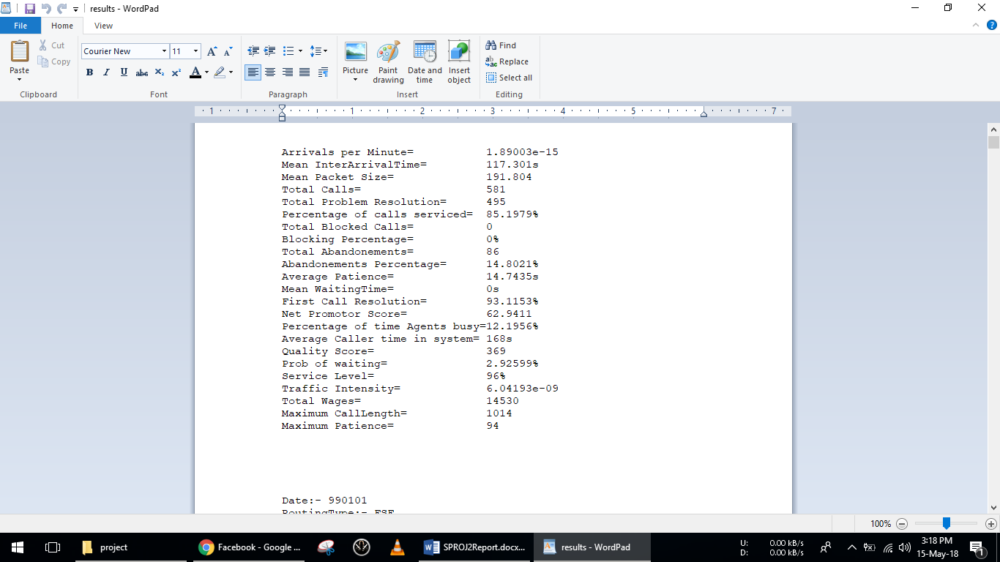 results - WordPad
File Home View
Paste
Cut
Copy
Clipboard
Courier New 11
B I U abc X₂ X² A
Font
Paragraph
Picture
Paint drawing
Date and time
Insert object
Insert
Find
Replace
Select all
Editing
1 1 2 3 4 5 7
Arrivals per Minute= 1.89003e-15
Mean InterArrivalTime= 117.301s
Mean Packet Size= 191.804
Total Calls= 581
Total Problem Resolution= 495
Percentage of calls serviced= 85.1979%
Total Blocked Calls= 0
Blocking Percentage= 0%
Total Abandonements= 86
Abandonements Percentage= 14.8021%
Average Patience= 14.7435s
Mean WaitingTime= 0s
First Call Resolution= 93.1153%
Net Promotor Score= 62.9411
Percentage of time Agents busy=12.1956%
Average Caller time in system= 168s
Quality Score= 369
Prob of waiting= 2.92599%
Service Level= 96%
Traffic Intensity= 6.04193e-09
Total Wages= 14530
Maximum CallLength= 1014
Maximum Patience= 94
Date:- 990101
RoutingType:- FSF
100%
project
Facebook - Google ...
SPROJ2Report.docx...
results - WordPad
U: 0.00 kB/s
D: 0.00 kB/s
3:18 PM
15-May-18
1